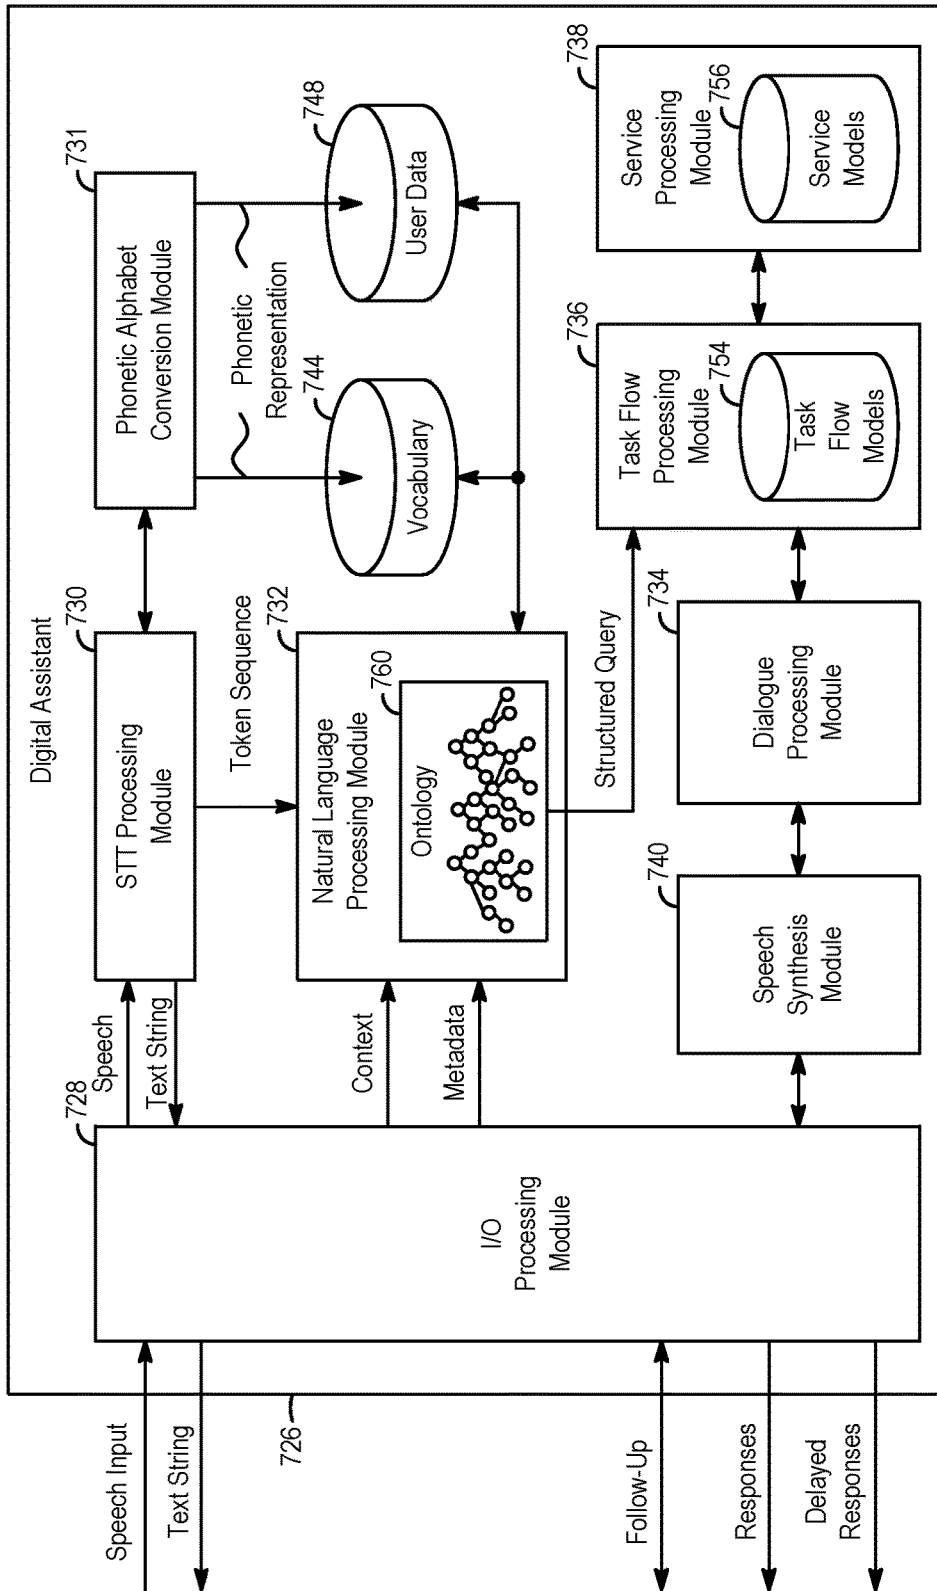 Digital Assistant
726
Speech Input
Text String
Follow-Up
Responses
Delayed
Responses
728
I/O
Processing
Module
Speech
Text String
Context
Metadata
730
STT Processing
Module
Token Sequence
731
Phonetic Alphabet
Conversion Module
Phonetic
Representation
744
Vocabulary
748
User Data
732
Natural Language
Processing Module
760
Ontology
Structured Query
740
Speech
Synthesis
Module
734
Dialogue
Processing
Module
736
Task Flow
Processing
Module
754
Task
Flow
Models
738
Service
Processing
Module
756
Service
Models